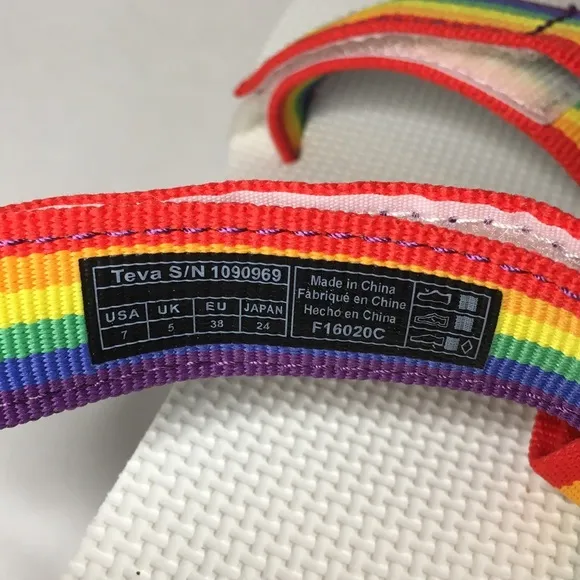 Teva S/N 1090969
USA UK EU JAPAN
7 5 38 24
Made in China
Fabriqué en Chine
Hecho en China
F16020C